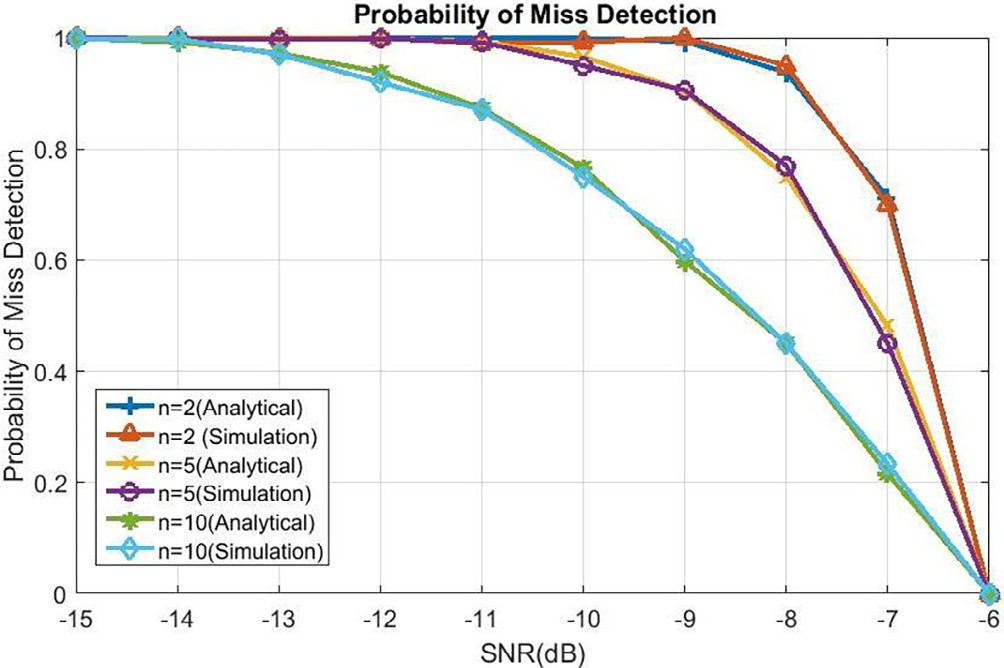 Probability of Miss Detection
Probability of Miss Detection
1
0.8
0.6
0.4
0.2
0
n=2(Analytical)
n=2 (Simulation)
n=5(Analytical)
n=5(Simulation)
n=10(Analytical)
n=10(Simulation)
-15 -14 -13 -12 -11 -10 -9 -8 -7 -6
SNR(dB)